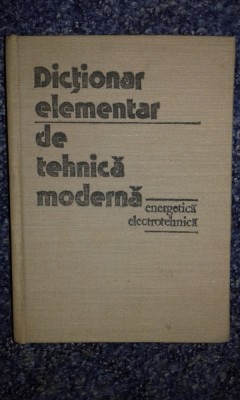 Dicționar
elementar
de
tehnică
modernă
energetică
electrotehnică